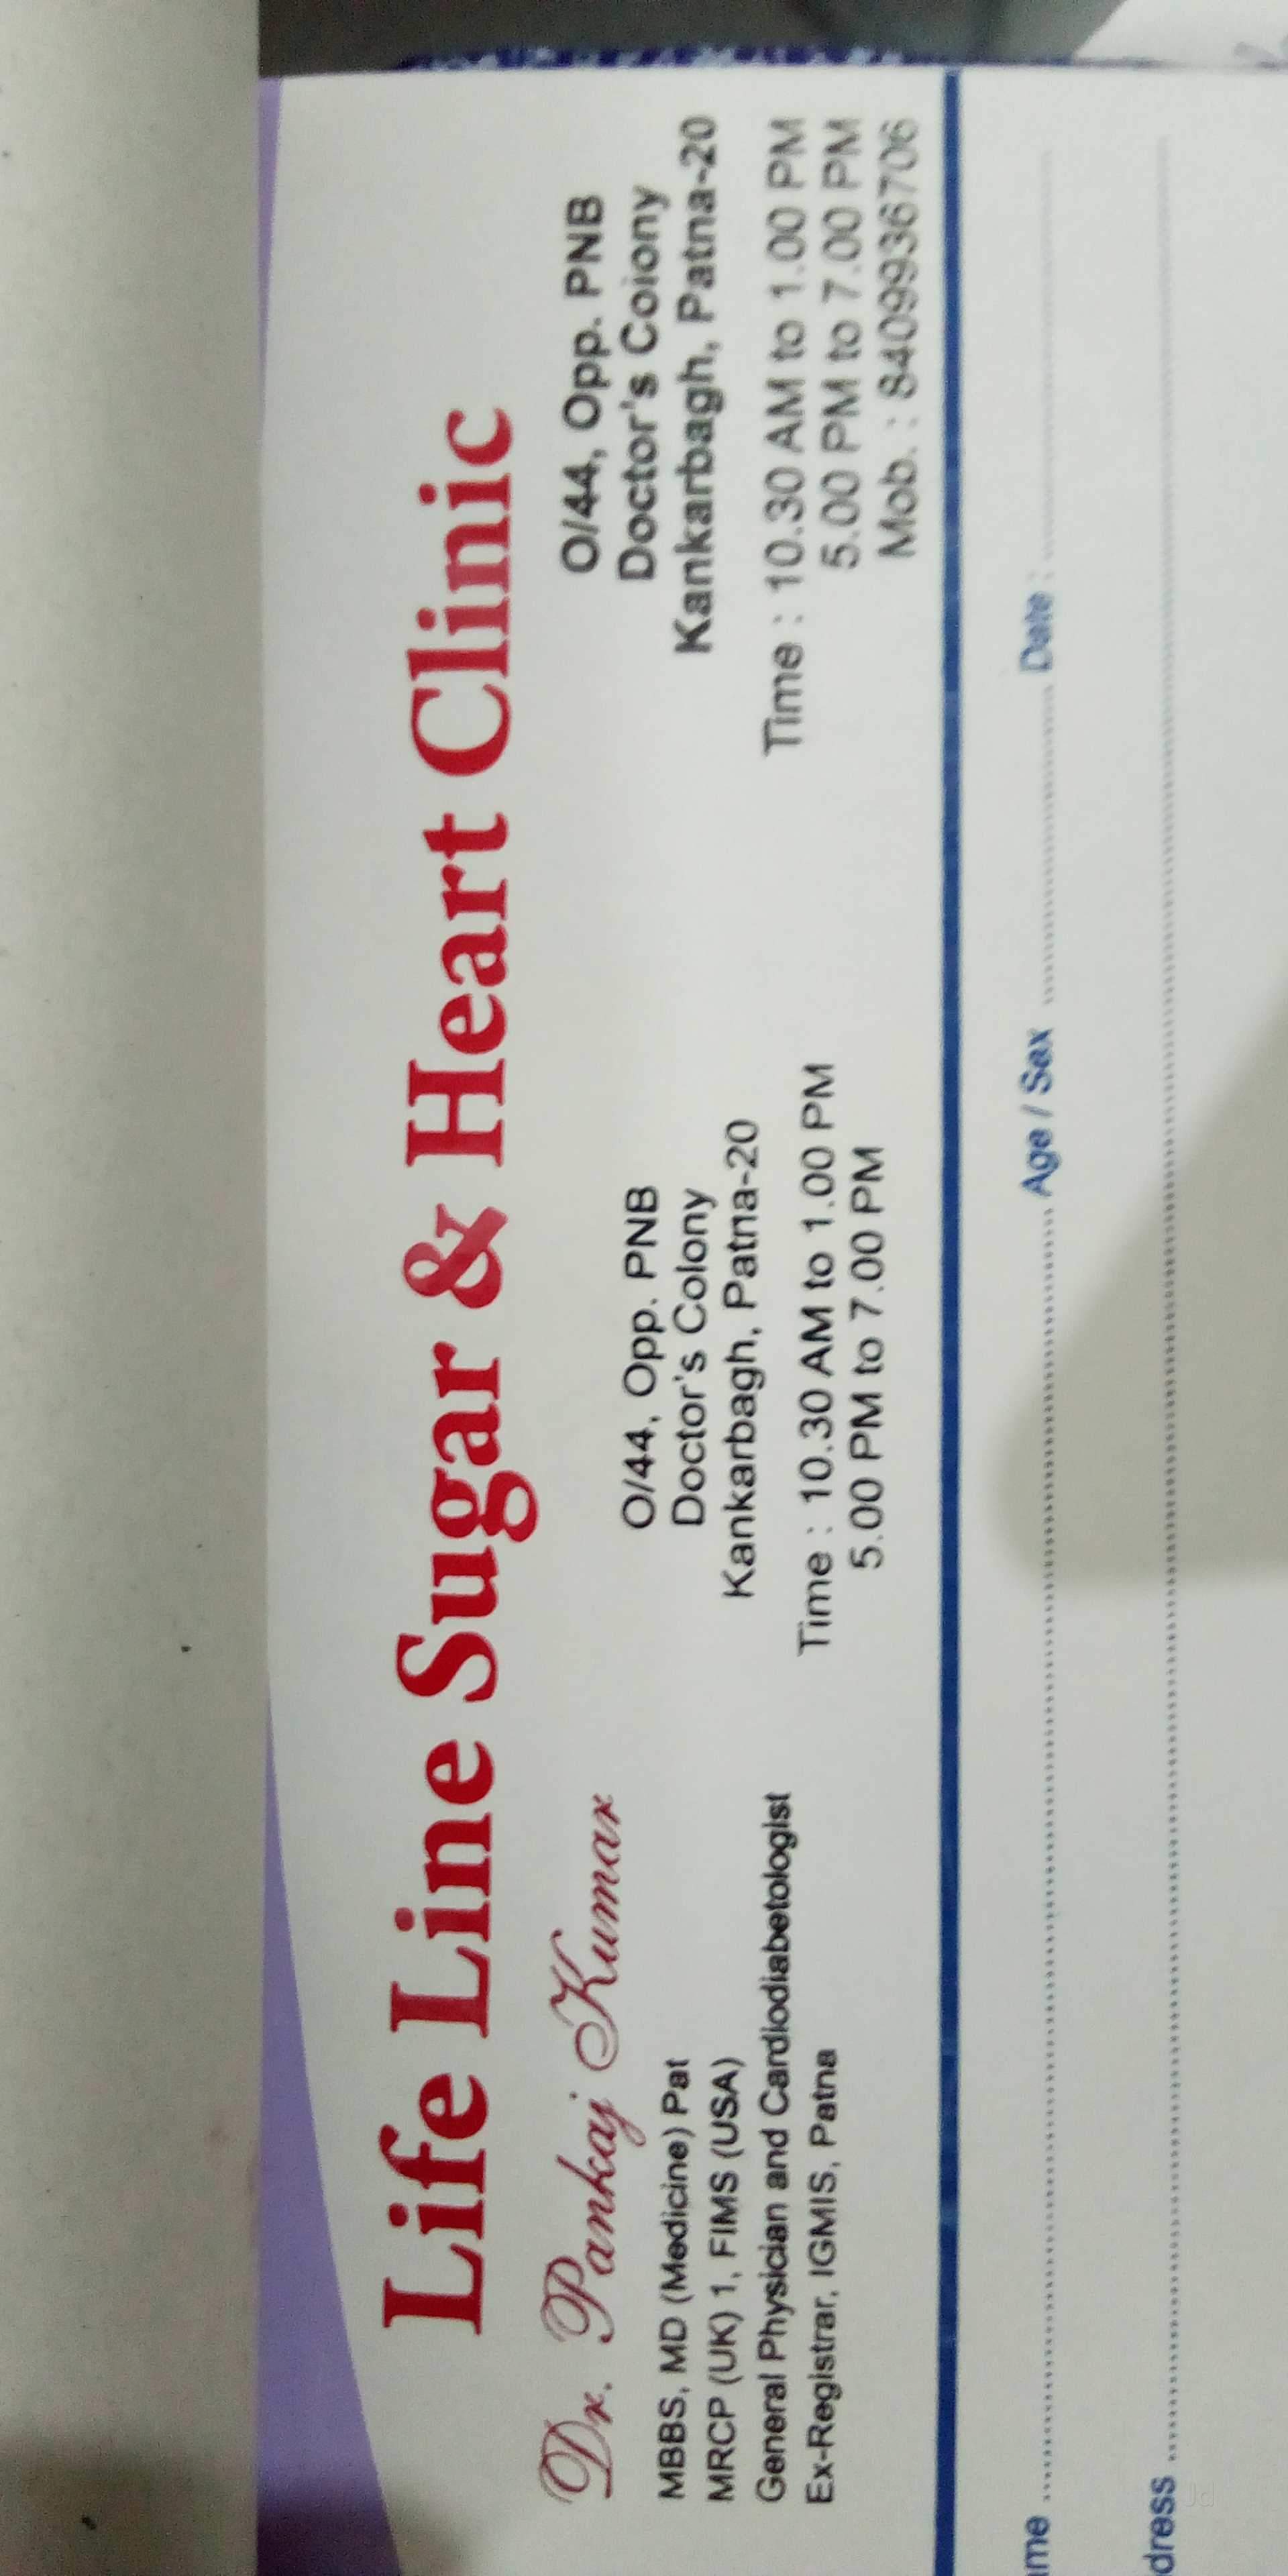 Life Line Sugar & Heart Clinic
Dr. Pankaj Kumar
MBBS, MD (Medicine) Pat
MRCP (UK) 1, FIMS (USA)
General Physician and Cardiodiabetologist
Ex-Registrar, IGMIS, Patna
O/44, Opp. PNB
Doctor's Colony
Kankarbagh, Patna-20
Time : 10.30 AM to 1.00 PM
5.00 PM to 7.00 PM
O/44, Opp. PNB
Doctor's Colony
Kankarbagh, Patna-20
Time : 10.30 AM to 1.00 PM
5.00 PM to 7.00 PM
Mob. : 8409936706
me Age / Sex Date :
dress
Jd